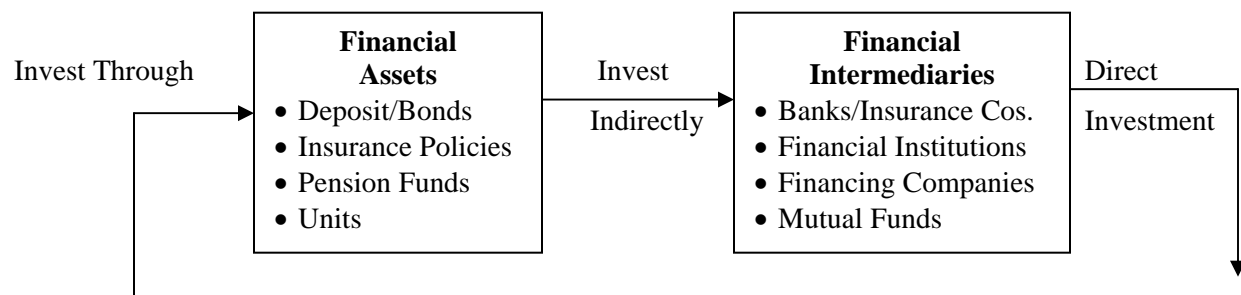 Invest Through
Financial
Assets
• Deposit/Bonds
• Insurance Policies
• Pension Funds
• Units
Invest
Indirectly
Financial
Intermediaries
• Banks/Insurance Cos.
• Financial Institutions
• Financing Companies
• Mutual Funds
Direct
Investment